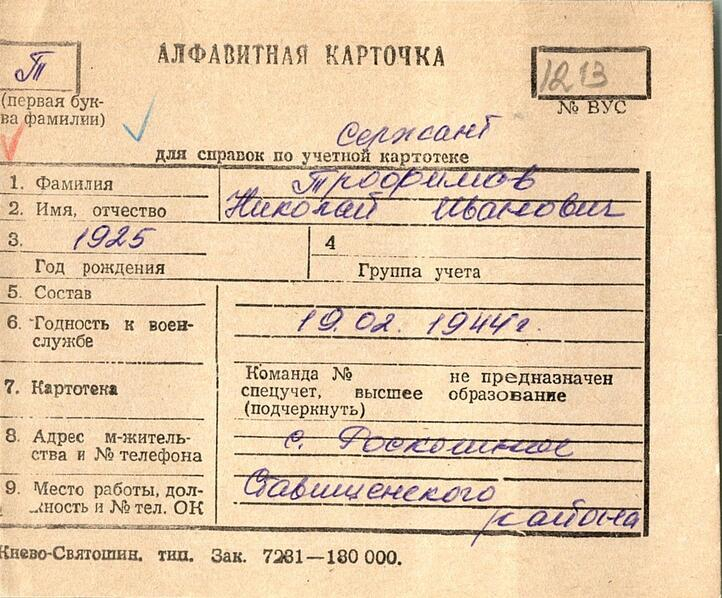 АЛФАВИТНАЯ КАРТОЧКА
Т
(первая бук-
ва фамилии)
1213
№ ВУС
Сержант
для справок по учетной картотеке
1. Фамилия Трофимов
2. Имя, отчество Николай Иванович
3. 1925
Год рождения
4
Группа учета
5. Состав
6. Годность к воен-
службе
19.02.1944г.
7. Картотека
Команда № не предназначен
спецучет, высшее образование
(подчеркнуть)
8. Адрес м-житель-
ства и № телефона
с. Роскошное
9. Место работы, дол-
жность и № тел. ОК
Ставищенского
района
Киево-Святошин. тип. Зак. 7281—180 000.